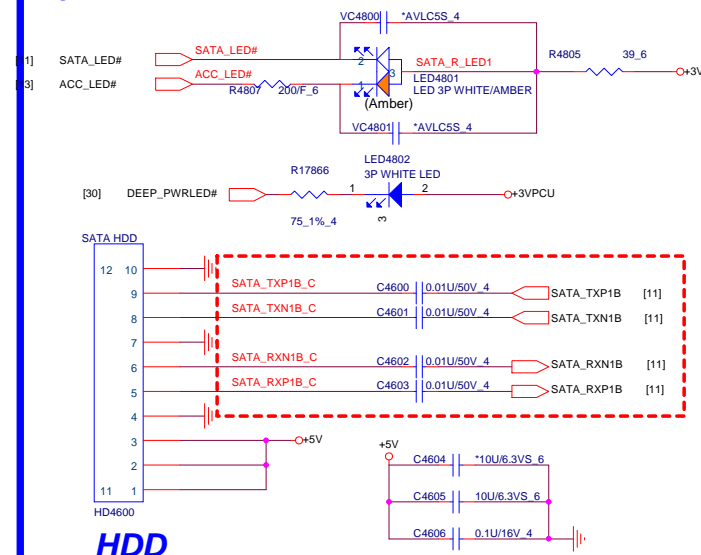 VC4800 *AVLC5S_4
SATA_LED# SATA_LED# 2 SATA_R_LED1 R4805 39_6
3
LED4801
LED 3P WHITE/AMBER
ACC_LED# ACC_LED# 1
R4807 200/F_6
(Amber)
VC4801 *AVLC5S_4
LED4802
3P WHITE LED
R17866
[30] DEEP_PWRLED# 1 2 +3VPCU
75_1%_4 3
SATA HDD
12 10
9 SATA_TXP1B_C C4600 0.01U/50V_4 SATA_TXP1B [11]
8 SATA_TXN1B_C C4601 0.01U/50V_4 SATA_TXN1B [11]
7
6 SATA_RXN1B_C C4602 0.01U/50V_4 SATA_RXN1B [11]
5 SATA_RXP1B_C C4603 0.01U/50V_4 SATA_RXP1B [11]
4
3 +5V
2
11 1
HD4600
+5V
C4604 *10U/6.3VS_6
C4605 10U/6.3VS_6
C4606 0.1U/16V_4
HDD